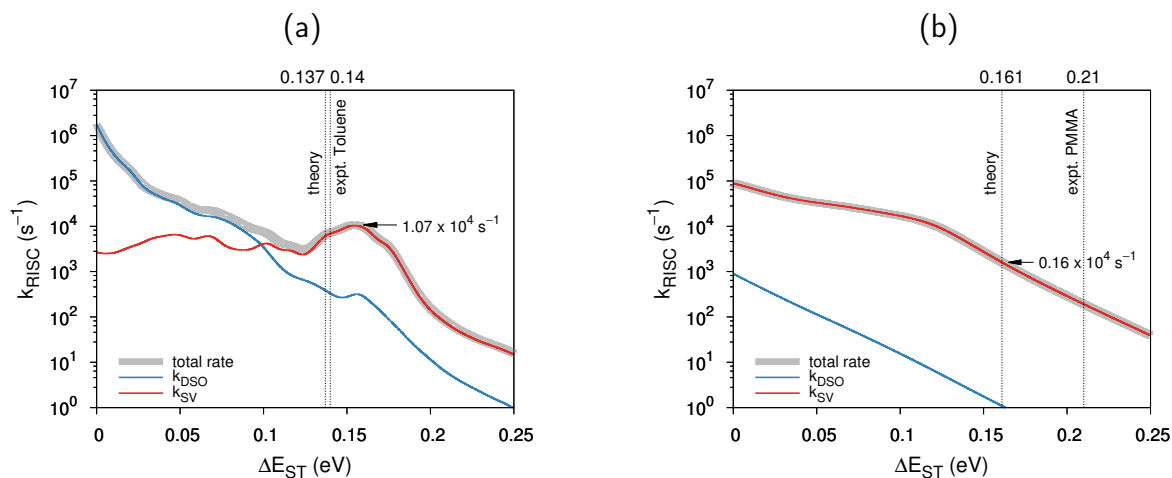 (a)
0.137 0.14
10⁷
10⁶
10⁵
10⁴
10³
10²
10¹
10⁰
k_RISC (s⁻¹)
theory
expt. Toluene
1.07 x 10⁴ s⁻¹
total rate
k_DSO
k_SV
0 0.05 0.1 0.15 0.2 0.25
ΔE_ST (eV)
(b)
0.161 0.21
10⁷
10⁶
10⁵
10⁴
10³
10²
10¹
10⁰
k_RISC (s⁻¹)
theory
expt. PMMA
0.16 x 10⁴ s⁻¹
total rate
k_DSO
k_SV
0 0.05 0.1 0.15 0.2 0.25
ΔE_ST (eV)